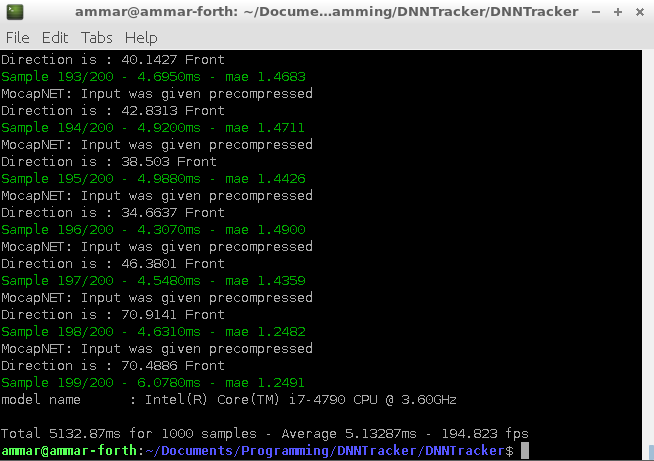 ammar@ammar-forth: ~/Docume...amming/DNNTracker/DNNTracker
File Edit Tabs Help
Direction is : 40.1427 Front
Sample 193/200 - 4.6950ms - mae 1.4683
MocapNET: Input was given precompressed
Direction is : 42.8313 Front
Sample 194/200 - 4.9200ms - mae 1.4711
MocapNET: Input was given precompressed
Direction is : 38.503 Front
Sample 195/200 - 4.9880ms - mae 1.4426
MocapNET: Input was given precompressed
Direction is : 34.6637 Front
Sample 196/200 - 4.3070ms - mae 1.4900
MocapNET: Input was given precompressed
Direction is : 46.3801 Front
Sample 197/200 - 4.5480ms - mae 1.4359
MocapNET: Input was given precompressed
Direction is : 70.9141 Front
Sample 198/200 - 4.6310ms - mae 1.2482
MocapNET: Input was given precompressed
Direction is : 70.4886 Front
Sample 199/200 - 6.0780ms - mae 1.2491
model name      : Intel(R) Core(TM) i7-4790 CPU @ 3.60GHz
Total 5132.87ms for 1000 samples - Average 5.13287ms - 194.823 fps
ammar@ammar-forth:~/Documents/Programming/DNNTracker/DNNTracker$